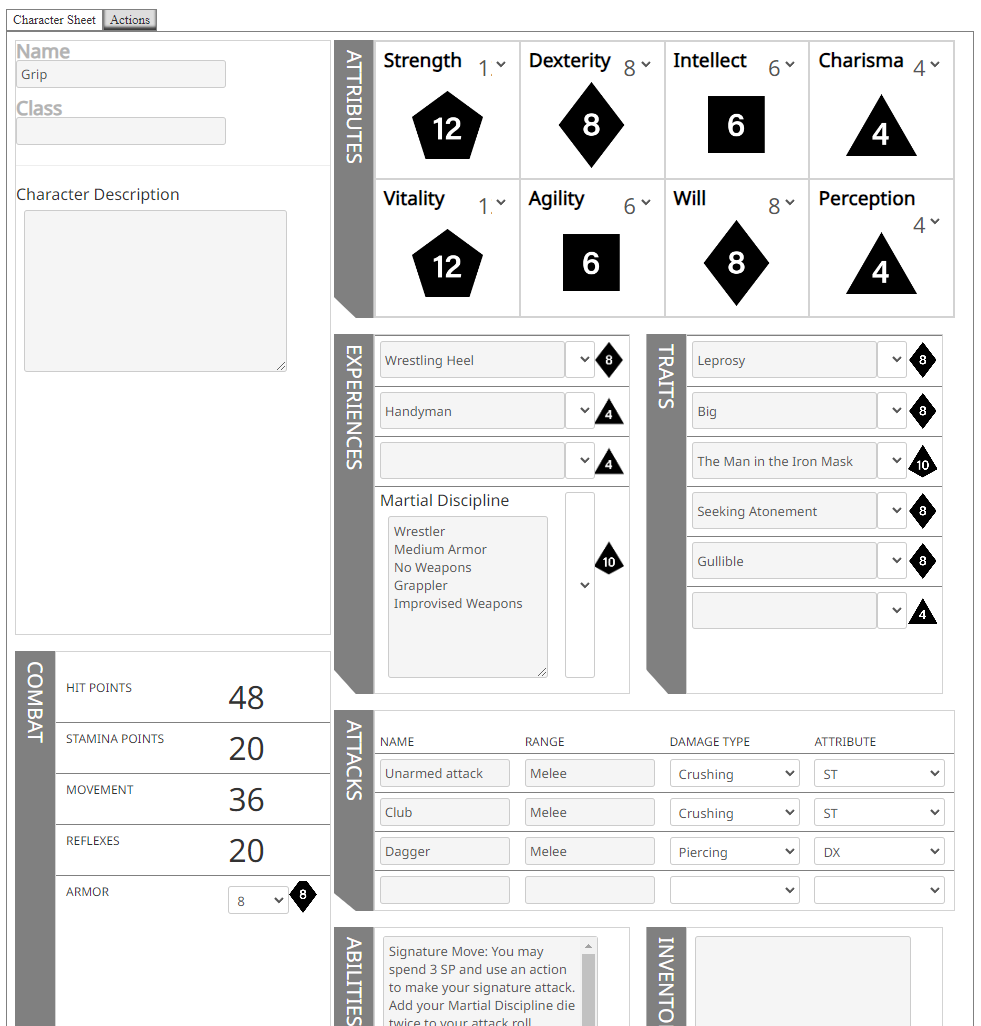 Character Sheet Actions
Name
Grip
Class
Character Description
ATTRIBUTES
Strength 1. Dexterity 8 Intellect 6 Charisma 4
12 8 6 4
Vitality 1. Agility 6 Will 8 Perception 4
12 6 8 4
EXPERIENCES
Wrestling Heel 8
Handyman 4
4
Martial Discipline
Wrestler
Medium Armor
No Weapons
Grappler
Improvised Weapons
10
TRAITS
Leprosy 8
Big 8
The Man in the Iron Mask 10
Seeking Atonement 8
Gullible 8
4
COMBAT
HIT POINTS 48
STAMINA POINTS 20
MOVEMENT 36
REFLEXES 20
ARMOR 8 8
ATTACKS
NAME RANGE DAMAGE TYPE ATTRIBUTE
Unarmed attack Melee Crushing ST
Club Melee Crushing ST
Dagger Melee Piercing DX
ABILITIES
Signature Move: You may
spend 3 SP and use an action
to make your signature attack.
Add your Martial Discipline die
twice to your attack roll
INVENTO